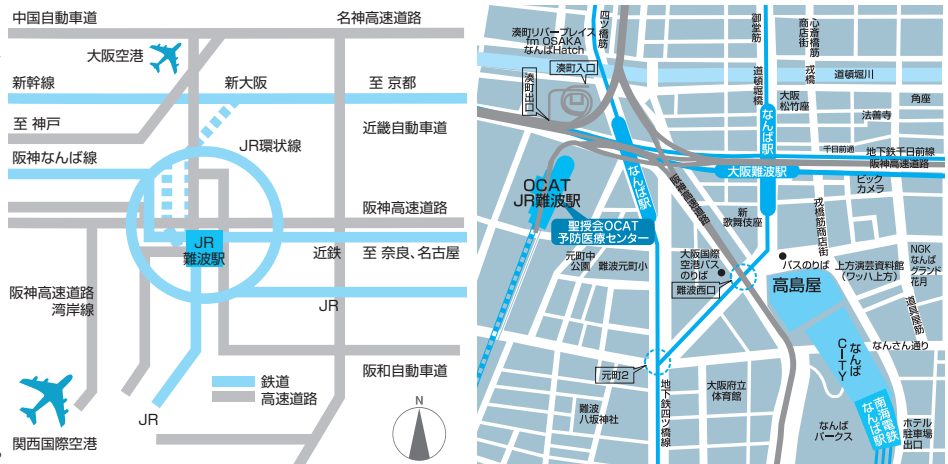 中国自動車道
名神高速道路
大阪空港
新幹線
新大阪
至 京都
至 神戸
近畿自動車道
JR環状線
阪神なんば線
阪神高速道路
JR
難波駅
近鉄
至 奈良、名古屋
阪神高速道路
湾岸線
JR
阪和自動車道
鉄道
高速道路
JR
関西国際空港
N
湊町リバープレイス
fm OSAKA
なんばHatch
四ツ橋筋
御堂筋
心斎橋筋
商店街
戎橋
湊町入口
湊町出口
道頓堀橋
道頓堀川
大阪
松竹座
角座
法善寺
なんば駅
千日前通
地下鉄千日前線
阪神高速道路
大阪難波駅
ビック
カメラ
なんば駅
阪神高速道路
OCAT
JR難波駅
聖授会OCAT
予防医療センター
新
歌舞伎座
戎橋筋商店街
元町中
公園
難波元町小
大阪国際
空港バス
のりば
難波西口
バスのりば
上方演芸資料館
(ワッハ上方)
NGK
なんば
グランド
花月
高島屋
道具屋筋
なんさん通り
なんばCITY
元町2
地下鉄四ツ橋線
大阪府立
体育館
難波
八坂神社
なんば
パークス
南海電鉄
なんば駅
ホテル
駐車場
出口